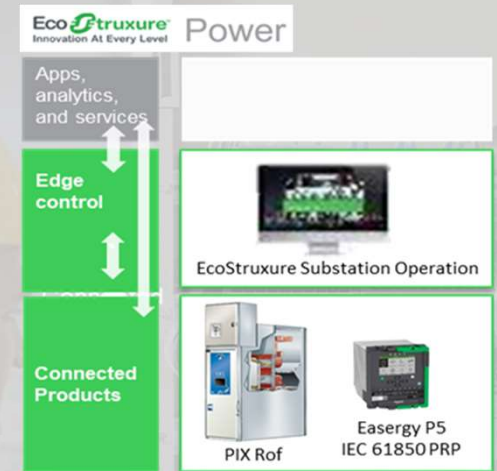 EcoStruxure
Innovation At Every Level
Power
Apps,
analytics,
and services
Edge
control
EcoStruxure Substation Operation
Connected
Products
PIX Rof
Easergy P5
IEC 61850 PRP